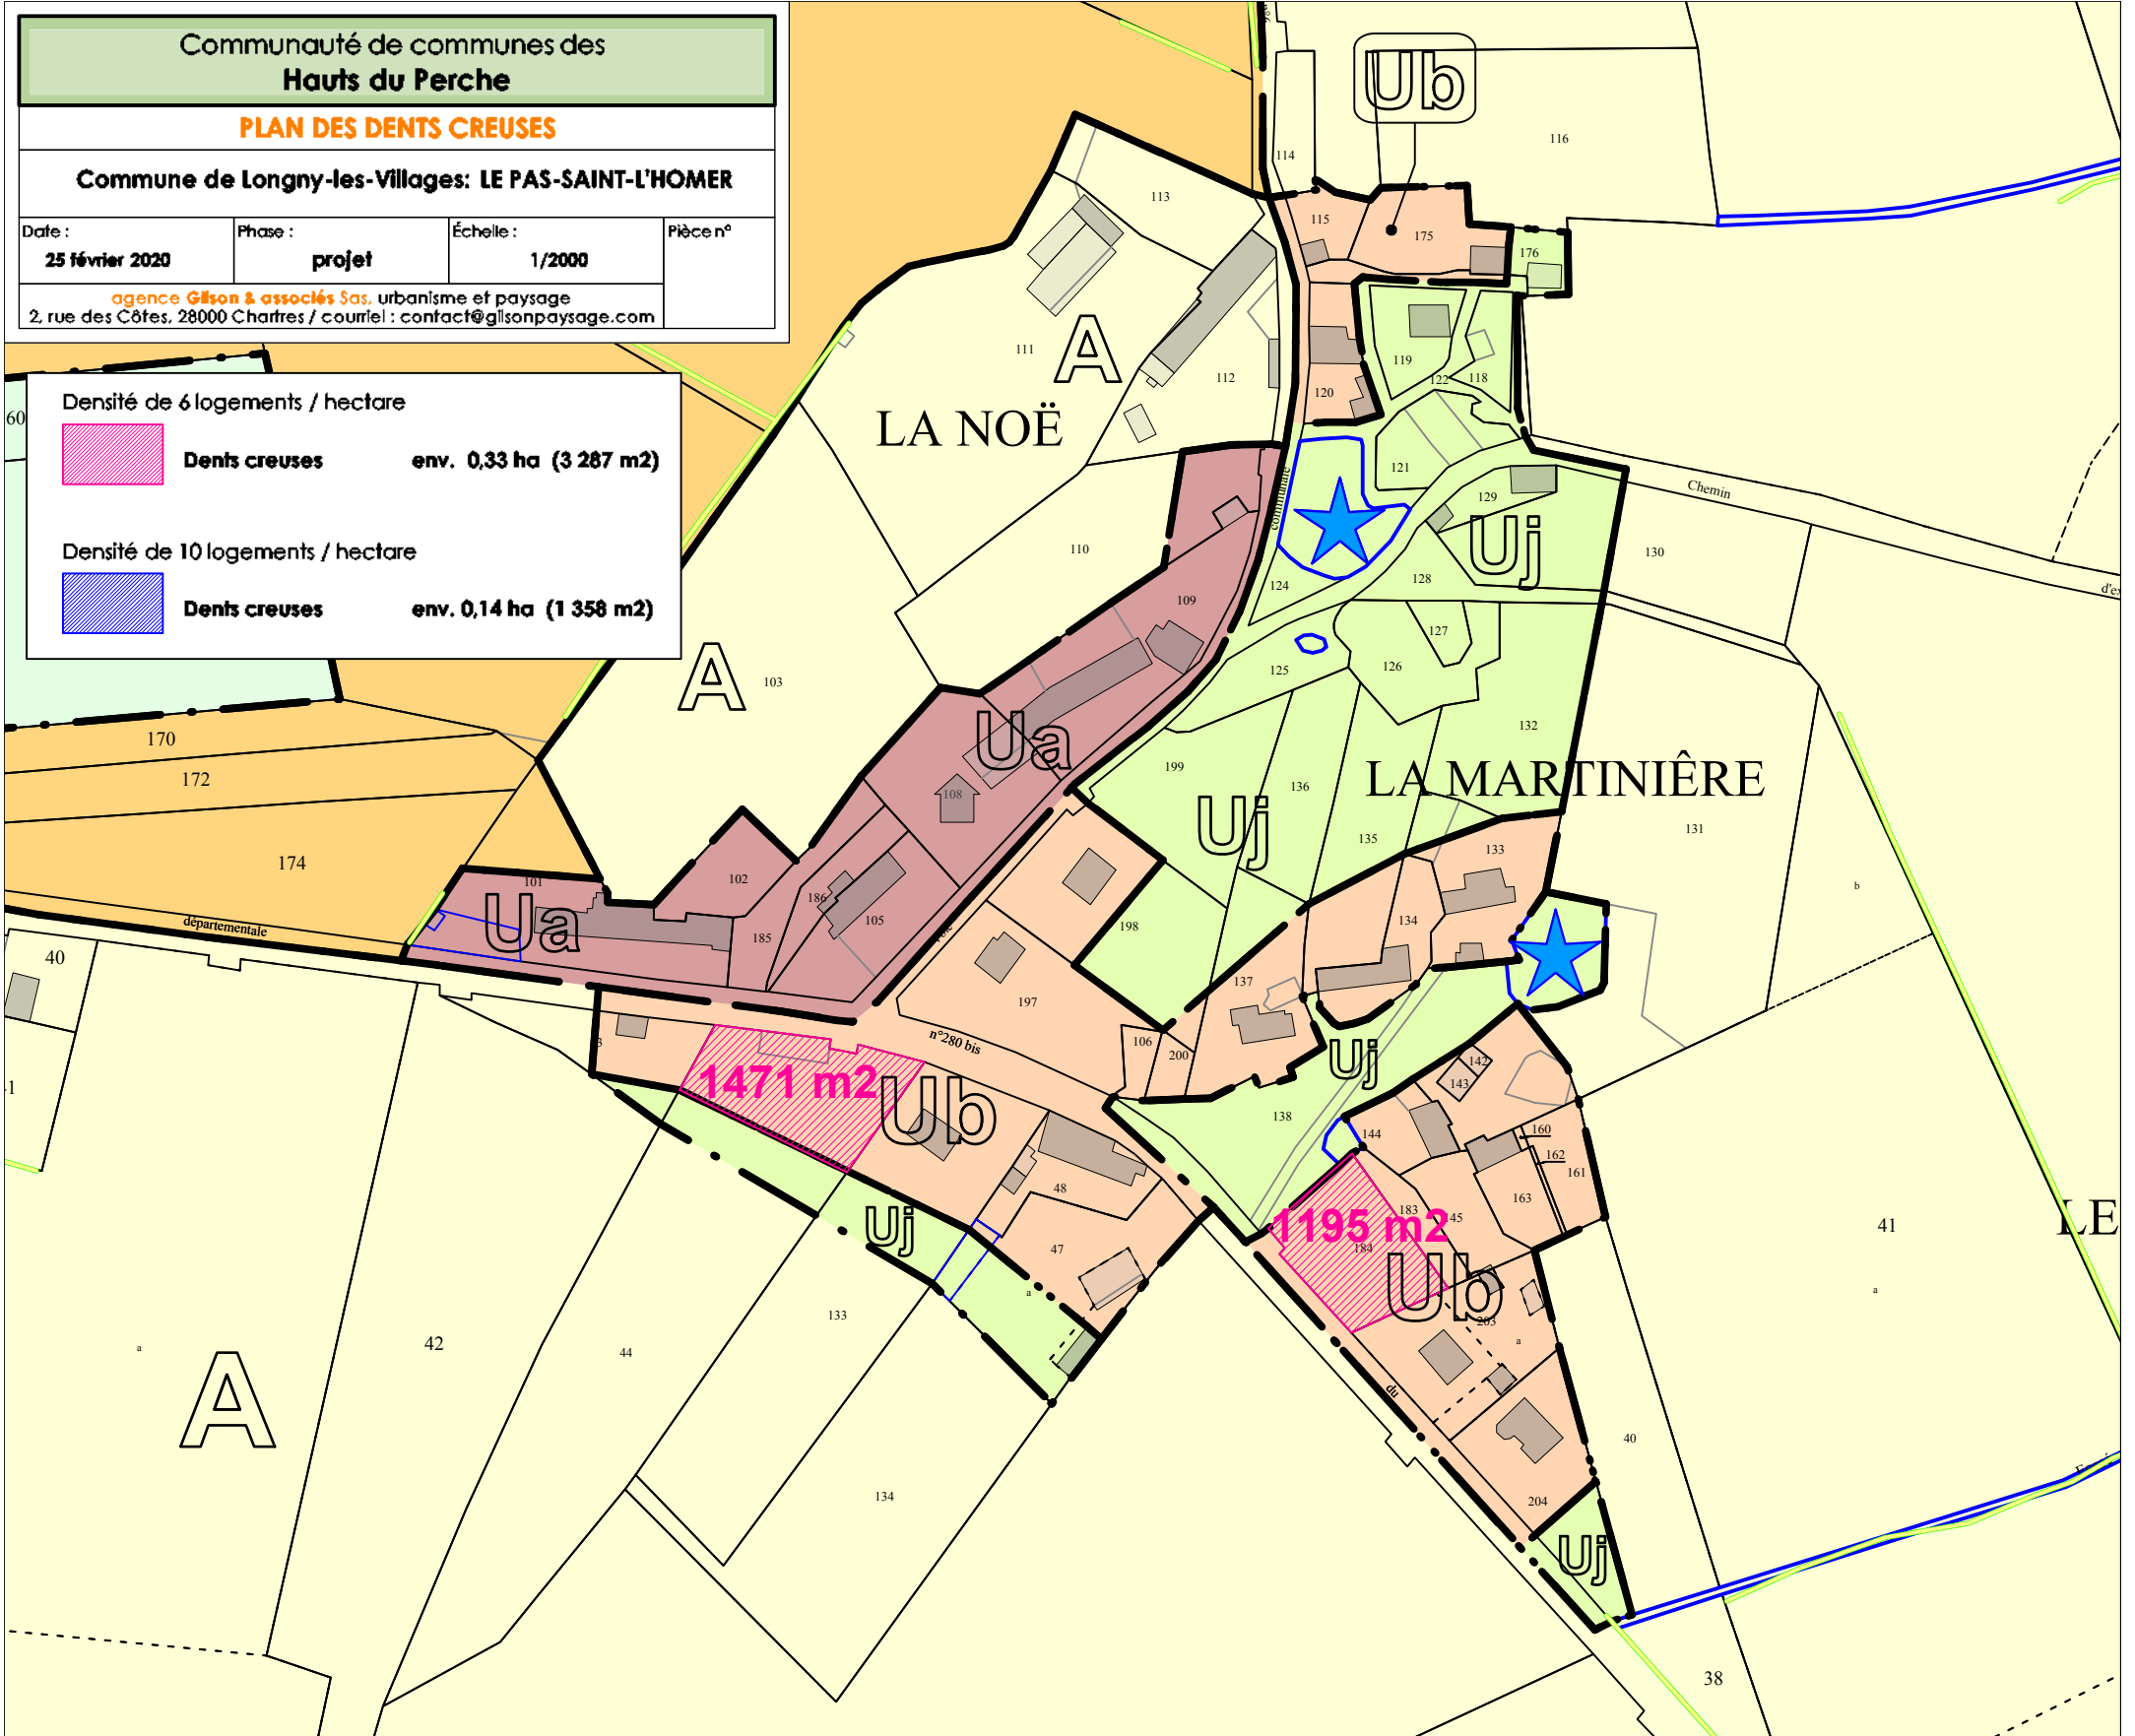 Communauté de communes des
Hauts du Perche
PLAN DES DENTS CREUSES
Commune de Longny-les-Villages: LE PAS-SAINT-L'HOMER
Date :
25 février 2020
Phase :
projet
Échelle :
1/2000
Pièce n°
agence Gilson & associés Sas, urbanisme et paysage
2, rue des Côtes, 28000 Chartres / courriel : contact@gilsonpaysage.com
Densité de 6 logements / hectare
Dents creuses env. 0,33 ha (3 287 m2)
Densité de 10 logements / hectare
Dents creuses env. 0,14 ha (1 358 m2)
Ub
116
114
113
115
175
176
111
A
112
119
122
118
120
LA NOË
60
121
communale
129
Chemin
Uj
110
130
124
128
109
127
125
126
A
103
132
170
Ua
199
172
136
LA MARTINIÈRE
108
Uj
135
131
174
133
101
102
186
b
Ua
105
134
198
départementale
185
40
137
197
n°280 bis
106
200
Uj
142
143
1471 m2
Ub
138
144
160
162
161
48
183
163
145
1195 m2
184
41
LE
Uj
47
Ub
a
a
133
203
a
42
44
a
du
A
40
134
204
Uj
38